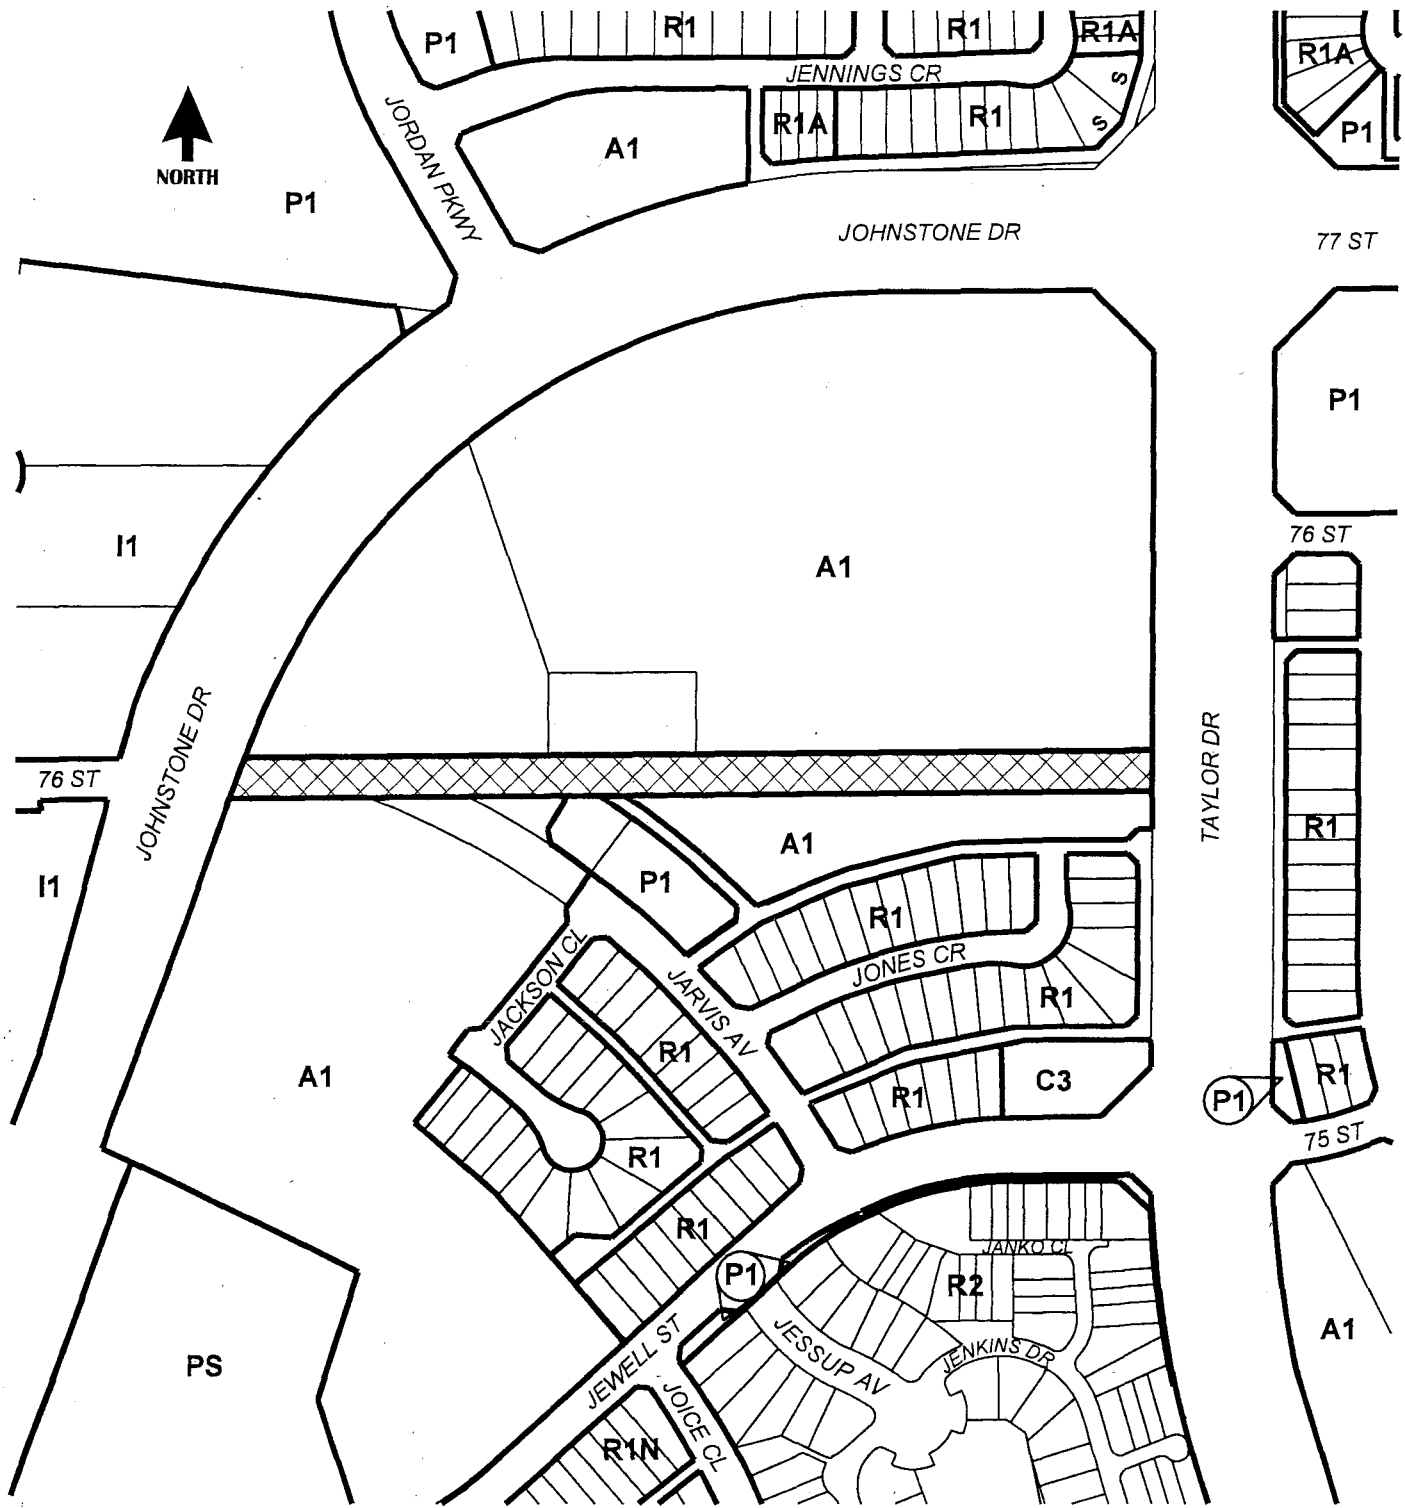 R1
R1
R1A
P1
R1A
JENNINGS CR
S
S
JORDAN PKWY
A1
R1A
R1
P1
NORTH
P1
JOHNSTONE DR
77 ST
P1
76 ST
I1
A1
JOHNSTONE DR
TAYLOR DR
76 ST
R1
A1
I1
P1
R1
JONES CR
JACKSON CL
JARVIS AV
R1
R1
A1
C3
R1
R1
P1
75 ST
R1
R1
P1
JANKO CL
R2
A1
JESSUP AV
JENKINS DR
PS
JEWELL ST
JOICE CL
R1N